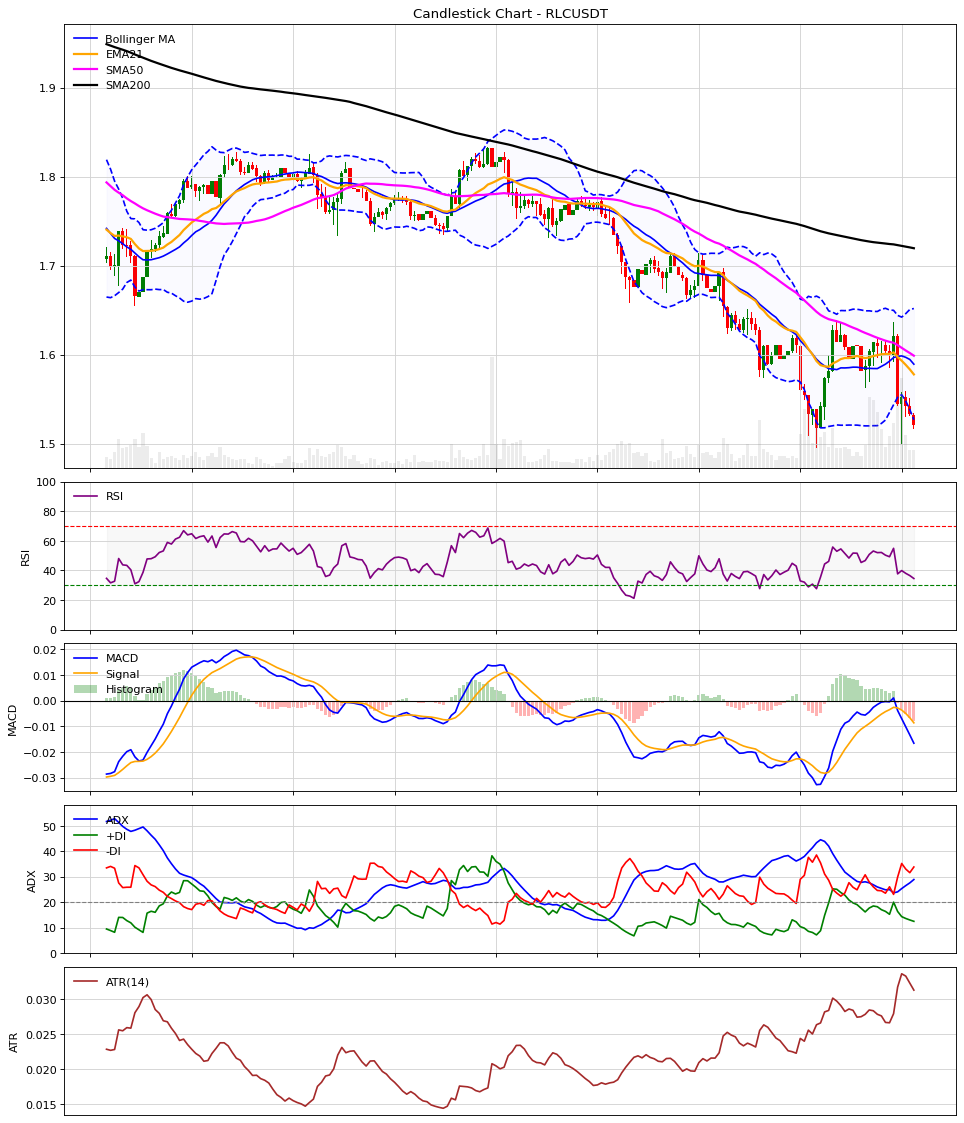 Candlestick Chart - RLCUSDT
Bollinger MA
EMA21
SMA50
SMA200
1.9
1.8
1.7
1.6
1.5
RSI
100
80
60
40
20
0
RSI
MACD
Signal
Histogram
0.02
0.01
0.00
−0.01
−0.02
−0.03
MACD
ADX
+DI
-DI
50
40
30
20
10
0
ADX
ATR(14)
0.030
0.025
0.020
0.015
ATR